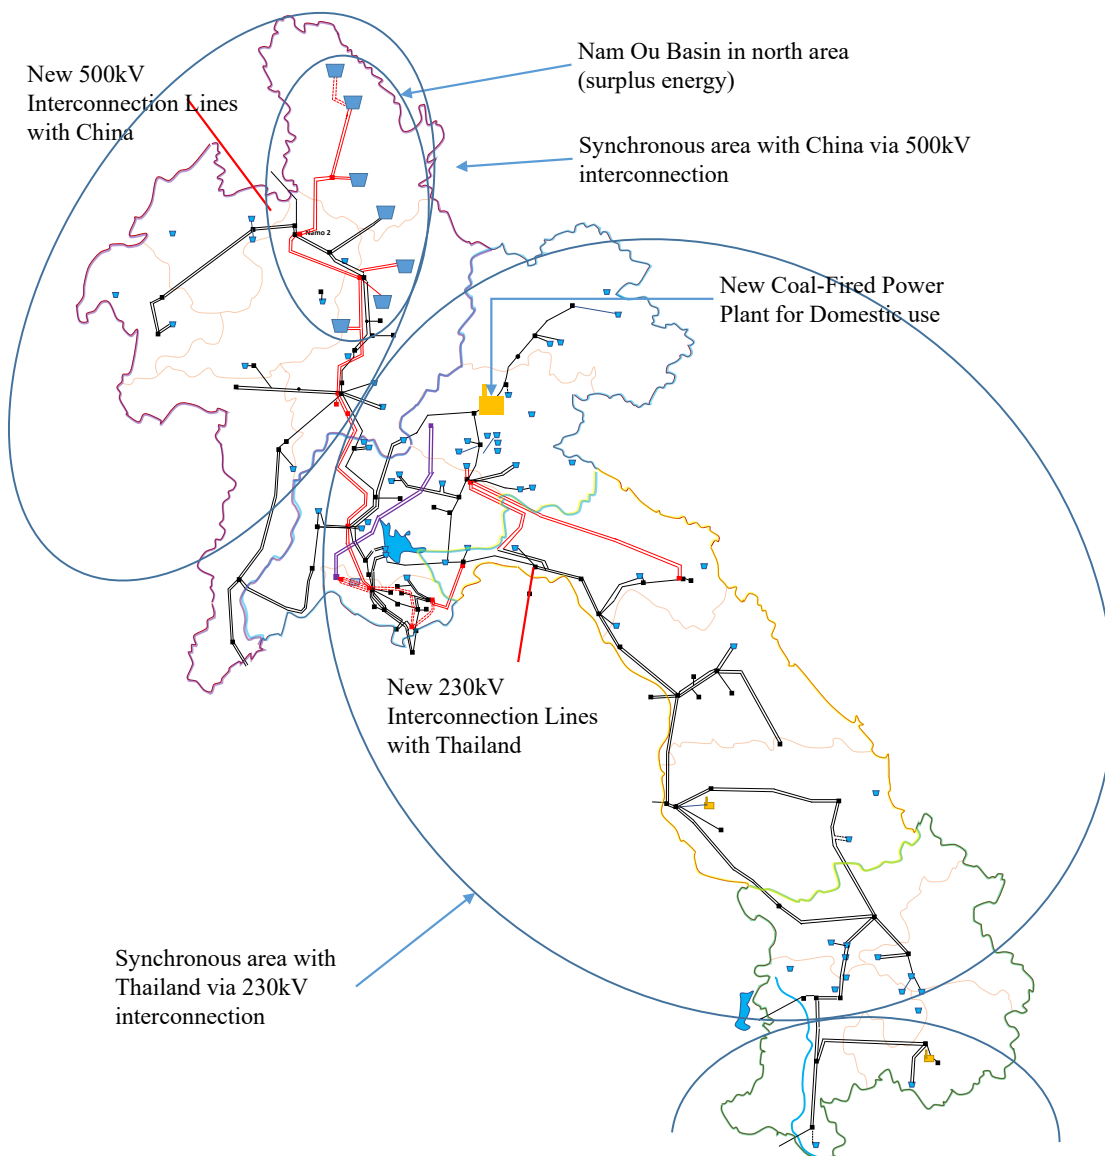 New 500kV
Interconnection Lines
with China
Nam Ou Basin in north area
(surplus energy)
Synchronous area with China via 500kV
interconnection
Namo 2
New Coal-Fired Power
Plant for Domestic use
New 230kV
Interconnection Lines
with Thailand
Synchronous area with
Thailand via 230kV
interconnection